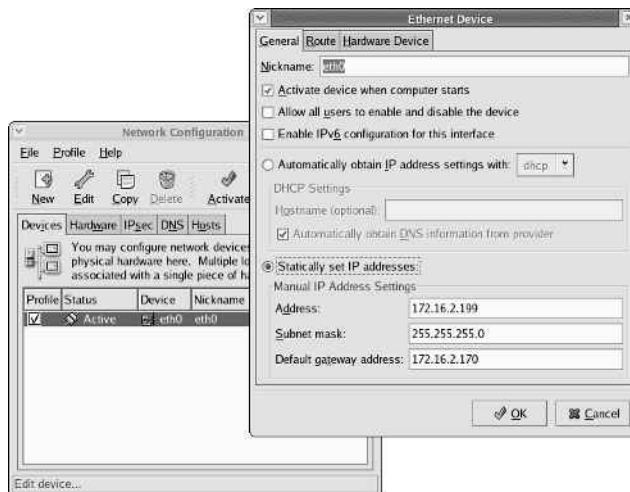 Ethernet Device
General Route Hardware Device
Nickname: eth0
Activate device when computer starts
Allow all users to enable and disable the device
Enable IPv6 configuration for this interface
Automatically obtain IP address settings with: dhcp
DHCP Settings
Hostname (optional):
Automatically obtain DNS information from provider
Statically set IP addresses:
Manual IP Address Settings
Address: 172.16.2.199
Subnet mask: 255.255.255.0
Default gateway address: 172.16.2.170
OK Cancel
Network Configuration
File Profile Help
New Edit Copy Delete Activate
Devices Hardware IPsec DNS Hosts
You may configure network devices
physical hardware here. Multiple lo
associated with a single piece of ha
Profile Status Device Nickname
Active eth0 eth0
Edit device...